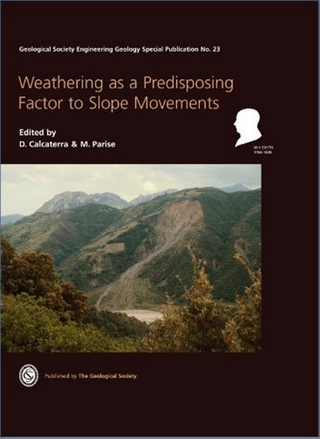 Geological Society Engineering Geology Special Publication No. 23
Weathering as a Predisposing
Factor to Slope Movements
Edited by
D. Calcaterra & M. Parise
Published by The Geological Society